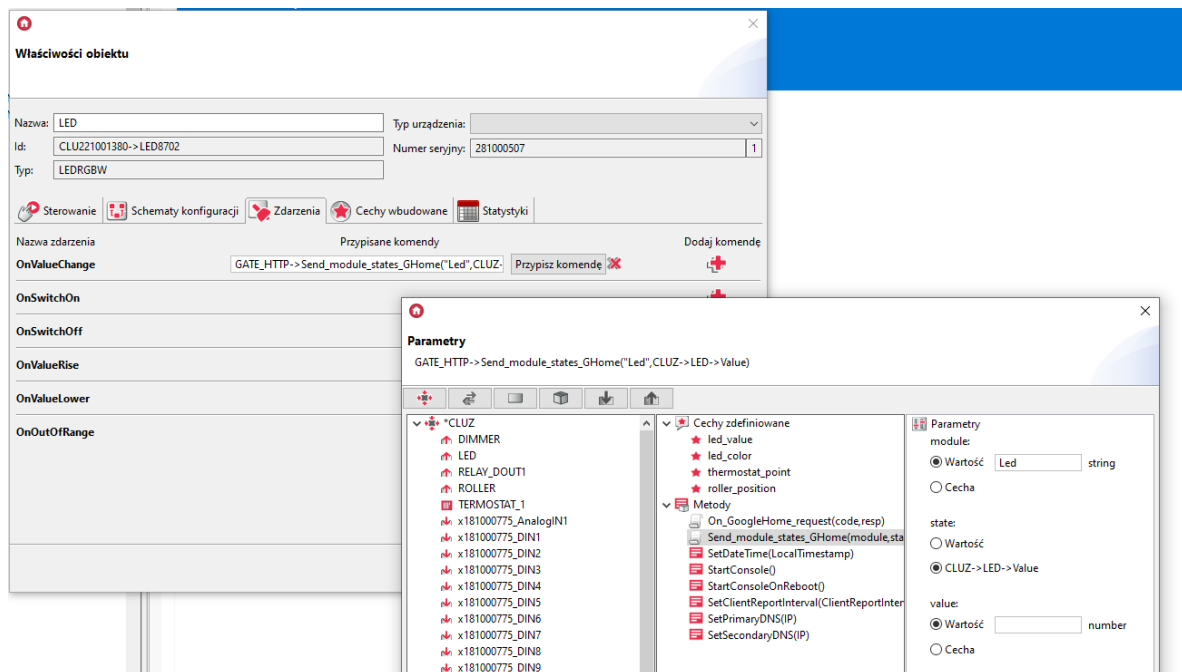 Właściwości obiektu
Nazwa: LED Typ urządzenia:
Id: CLU221001380->LED8702 Numer seryjny: 281000507 1
Typ: LEDRGBW
Sterowanie Schematy konfiguracji Zdarzenia Cechy wbudowane Statystyki
Nazwa zdarzenia Przypisane komendy Dodaj komendę
OnValueChange GATE_HTTP->Send_module_states_GHome("Led",CLUZ- Przypisz komendę
OnSwitchOn
OnSwitchOff
OnValueRise
OnValueLower
OnOutOfRange
Parametry
GATE_HTTP->Send_module_states_GHome("Led",CLUZ->LED->Value)
*CLUZ
DIMMER
LED
RELAY_DOUT1
ROLLER
TERMOSTAT_1
x181000775_AnalogIN1
x181000775_DIN1
x181000775_DIN2
x181000775_DIN3
x181000775_DIN4
x181000775_DIN5
x181000775_DIN6
x181000775_DIN7
x181000775_DIN8
x181000775_DIN9
Cechy zdefiniowane
led_value
led_color
thermostat_point
roller_position
Metody
On_GoogleHome_request(code,resp)
Send_module_states_GHome(module,sta
SetDateTime(LocalTimestamp)
StartConsole()
StartConsoleOnReboot()
SetClientReportInterval(ClientReportInter
SetPrimaryDNS(IP)
SetSecondaryDNS(IP)
Parametry
module:
Wartość Led string
Cecha
state:
Wartość
CLUZ->LED->Value
value:
Wartość number
Cecha